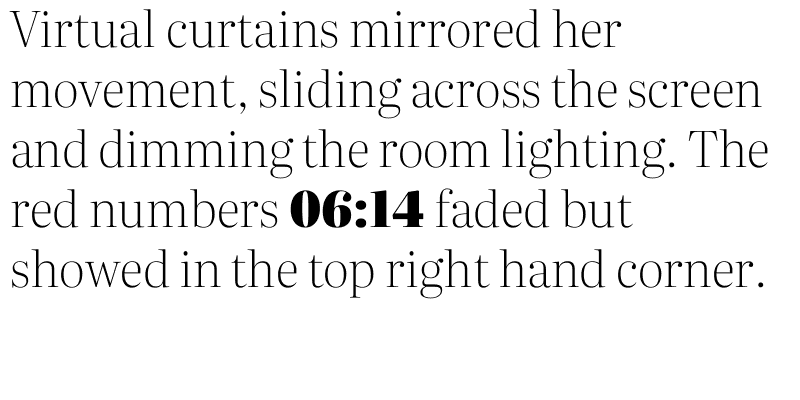 Virtual curtains mirrored her
movement, sliding across the screen
and dimming the room lighting. The
red numbers 06:14 faded but
showed in the top right hand corner.